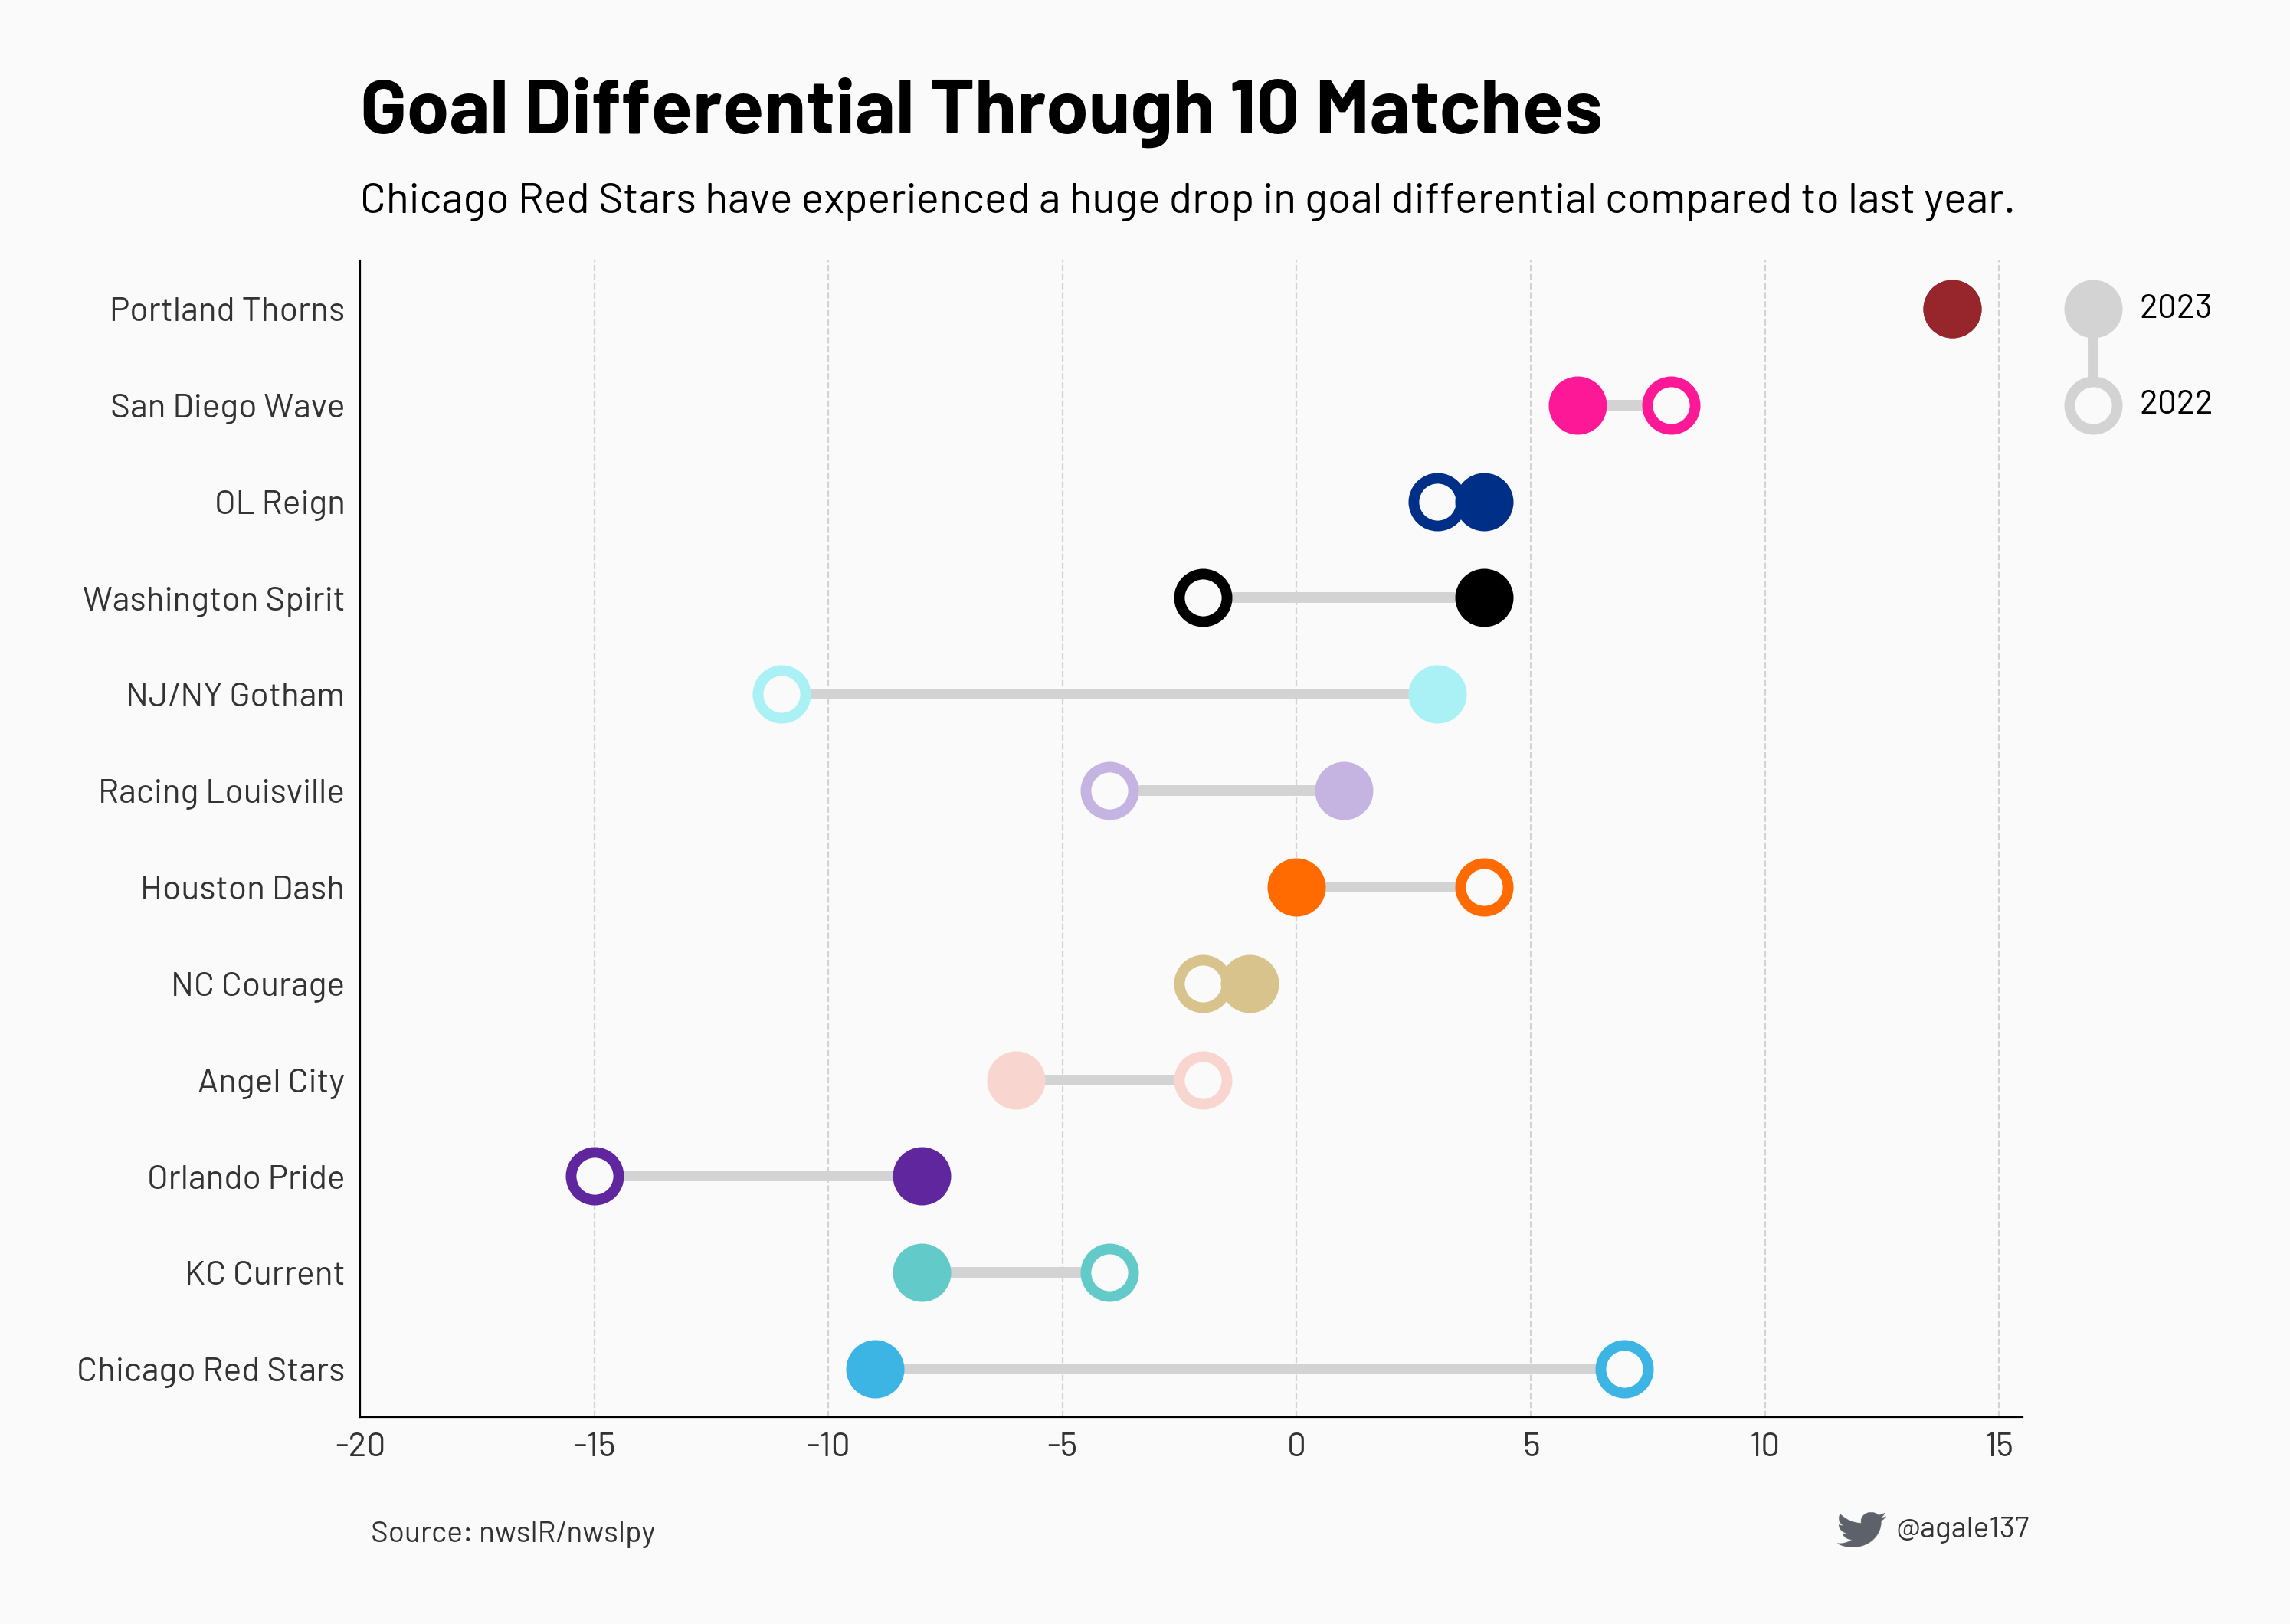 Goal Differential Through 10 Matches
Chicago Red Stars have experienced a huge drop in goal differential compared to last year.
Portland Thorns
2023
San Diego Wave
2022
OL Reign
Washington Spirit
NJ/NY Gotham
Racing Louisville
Houston Dash
NC Courage
Angel City
Orlando Pride
KC Current
Chicago Red Stars
-20 -15 -10 -5 0 5 10 15
Source: nwslR/nwslpy
@agale137